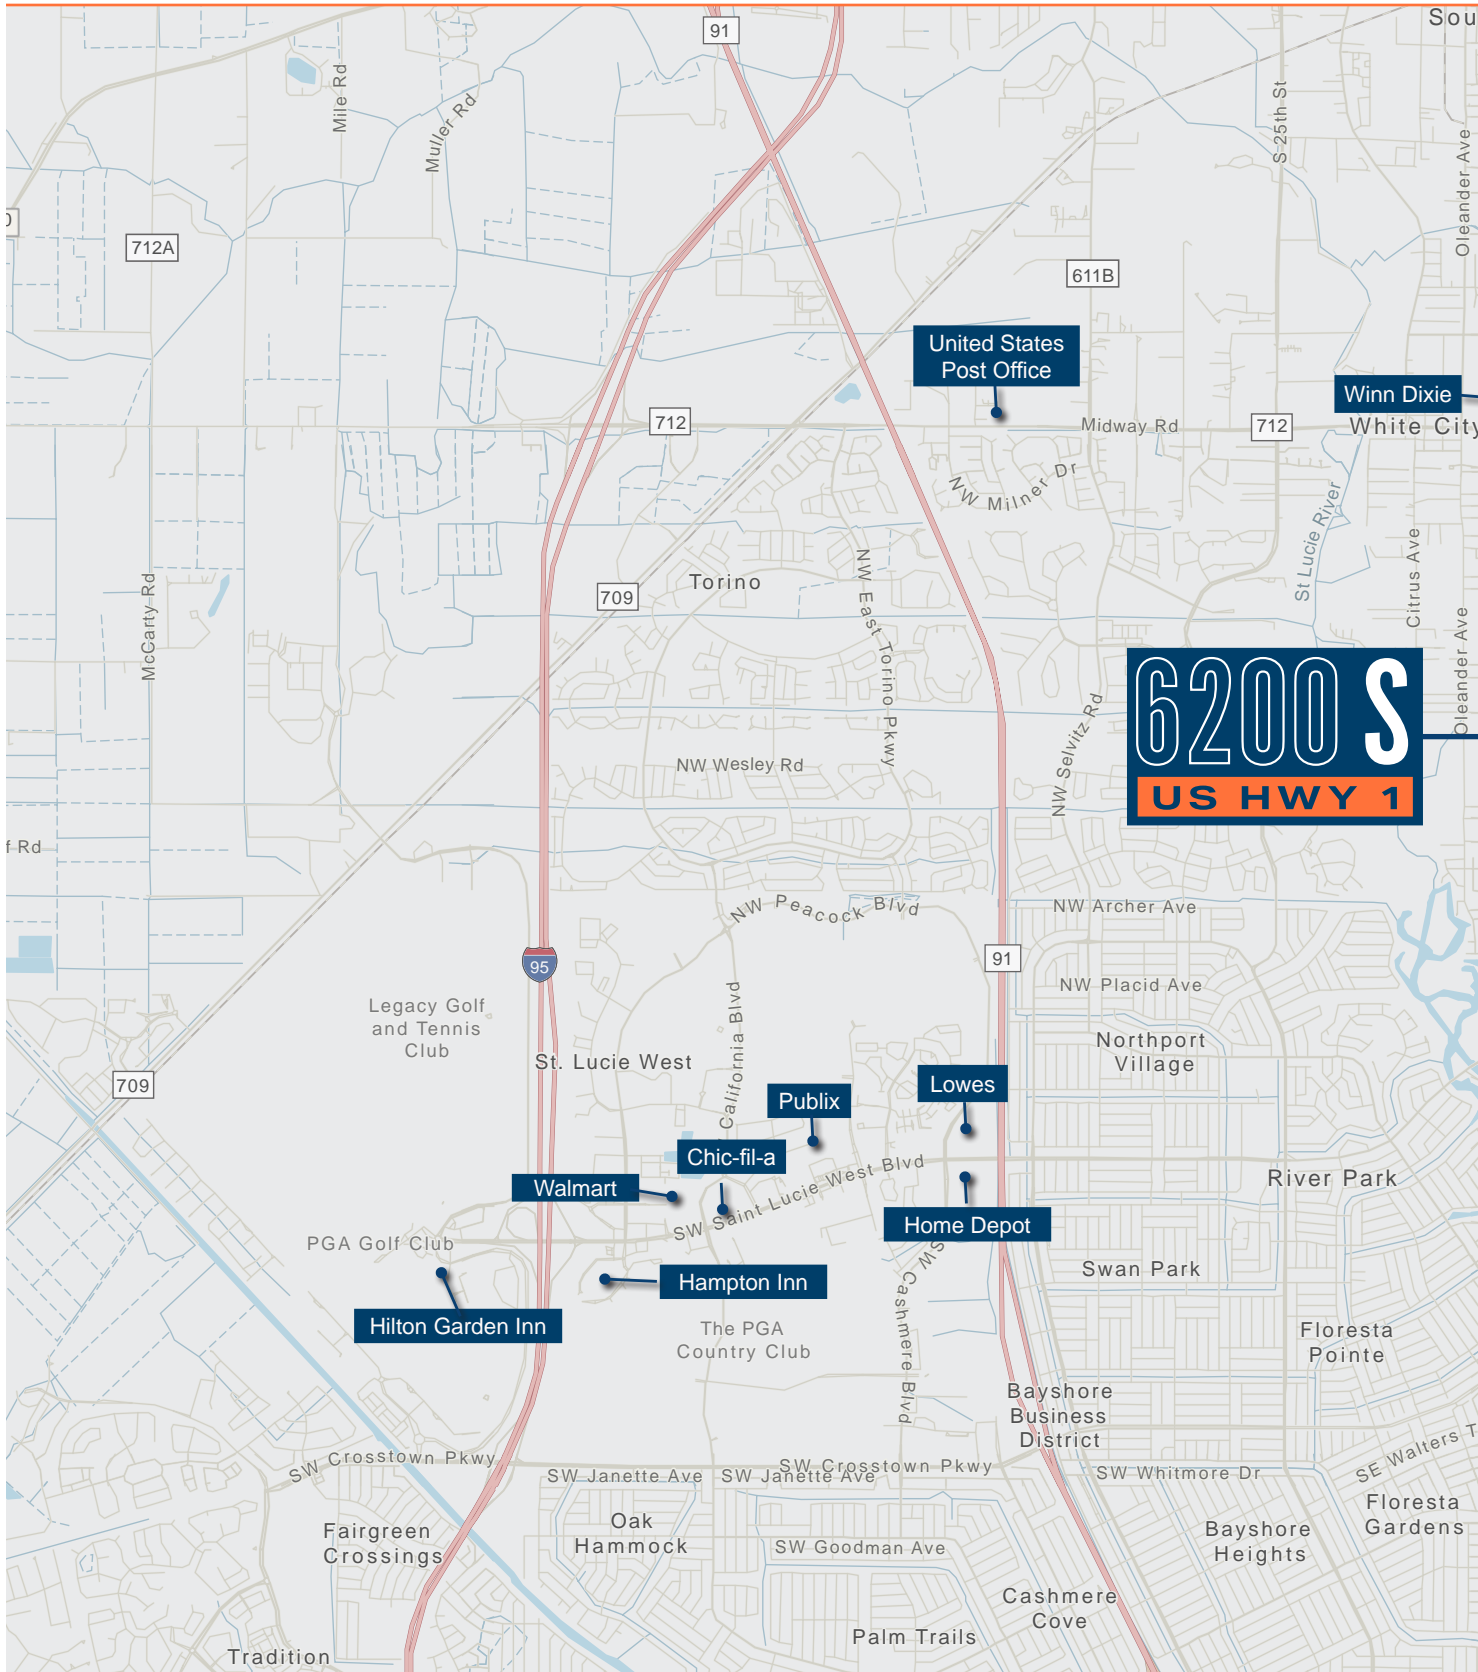 91
Sou
Mile Rd
Muller Rd
S 25th St
Oleander Ave
712A
611B
United States
Post Office
Winn Dixie
712
Midway Rd
712
White City
NW Milner Dr
St Lucie River
Citrus Ave
McCarty Rd
709
Torino
NW East Torino Pkwy
Oleander Ave
6200 S
US HWY 1
NW Selvitz Rd
NW Wesley Rd
f Rd
NW Peacock Blvd
NW Archer Ave
95
91
Legacy Golf
and Tennis
Club
California Blvd
NW Placid Ave
St. Lucie West
Northport
Village
709
Publix
Lowes
Chic-fil-a
Walmart
SW Saint Lucie West Blvd
River Park
Home Depot
PGA Golf Club
Hampton Inn
SW Cashmere Blvd
Swan Park
Hilton Garden Inn
The PGA
Country Club
Floresta
Pointe
Bayshore
Business
District
SW Crosstown Pkwy
SW Janette Ave
SW Janette Ave
SW Crosstown Pkwy
SW Whitmore Dr
SE Walters T
Fairgreen
Crossings
Oak
Hammock
SW Goodman Ave
Bayshore
Heights
Floresta
Gardens
Cashmere
Cove
Palm Trails
Tradition